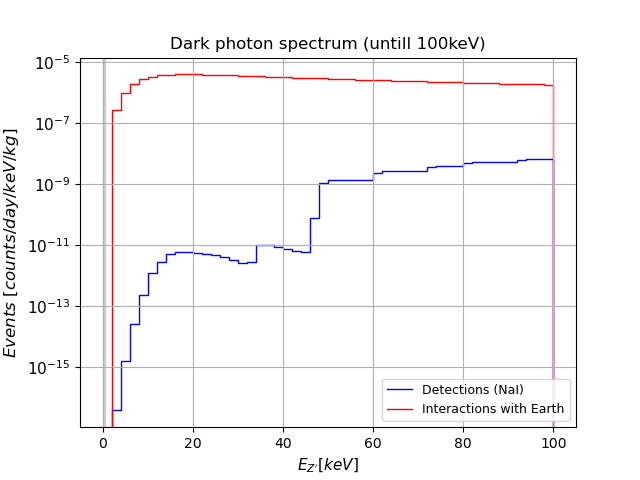 Dark photon spectrum (untill 100keV)
Events [counts/day/keV/kg]
10⁻⁵
10⁻⁷
10⁻⁹
10⁻¹¹
10⁻¹³
10⁻¹⁵
Detections (NaI)
Interactions with Earth
0 20 40 60 80 100
E_Z'[keV]